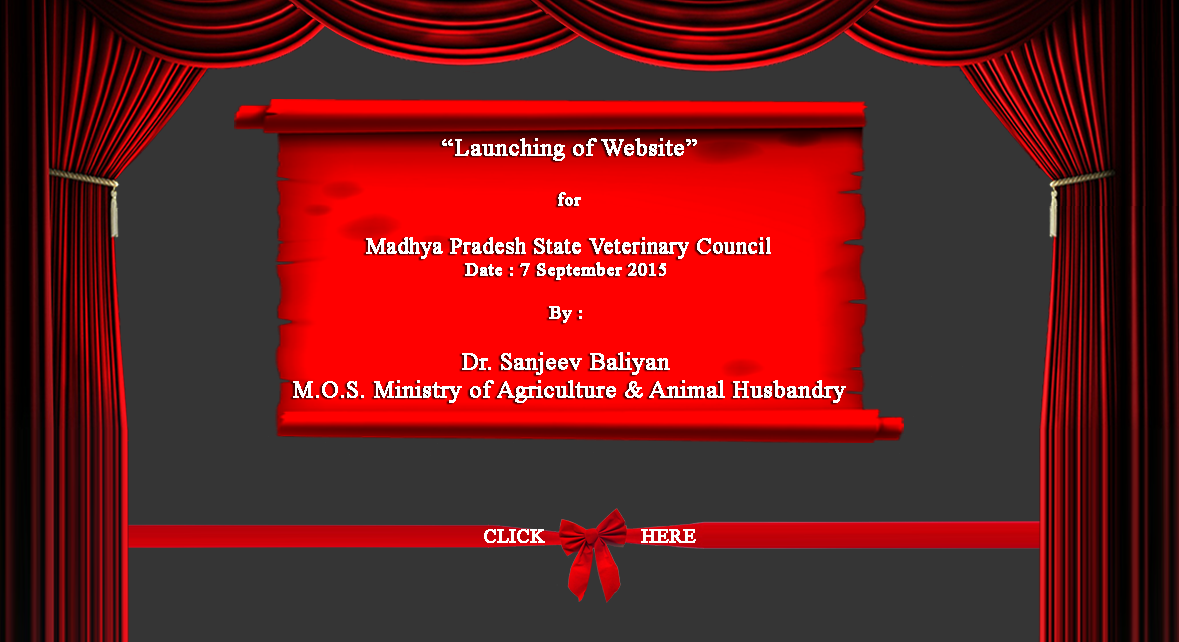 “Launching of Website”
for
Madhya Pradesh State Veterinary Council
Date : 7 September 2015
By :
Dr. Sanjeev Baliyan
M.O.S. Ministry of Agriculture & Animal Husbandry
CLICK HERE